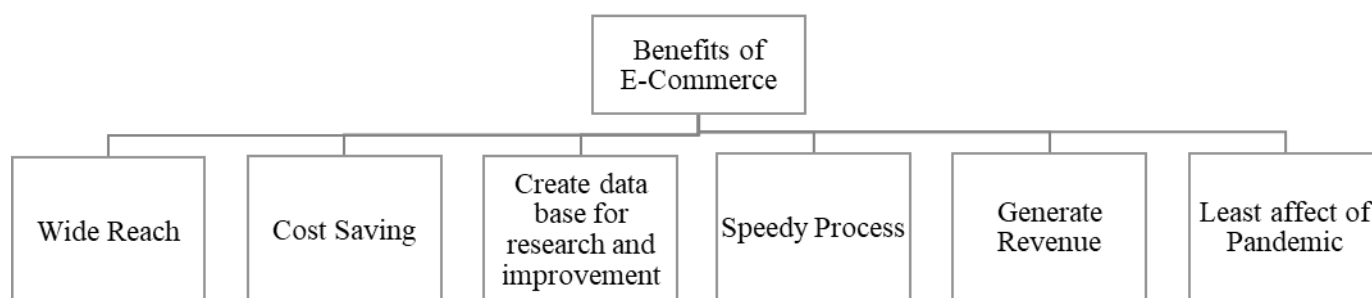 Benefits of
E-Commerce
Wide Reach
Cost Saving
Create data
base for
research and
improvement
Speedy Process
Generate
Revenue
Least affect of
Pandemic